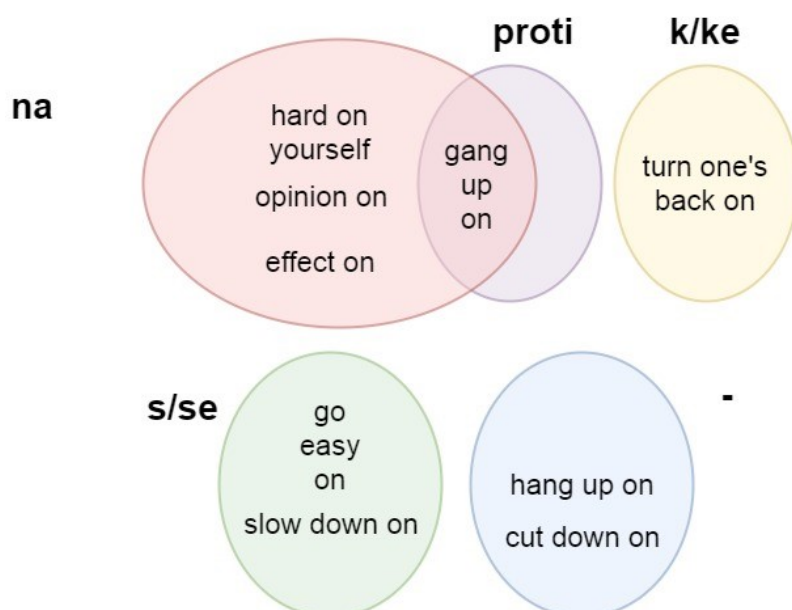 proti
k/ke
na
hard on
yourself
opinion on
effect on
gang
up
on
turn one's
back on
s/se
go
easy
on
slow down on
-
hang up on
cut down on